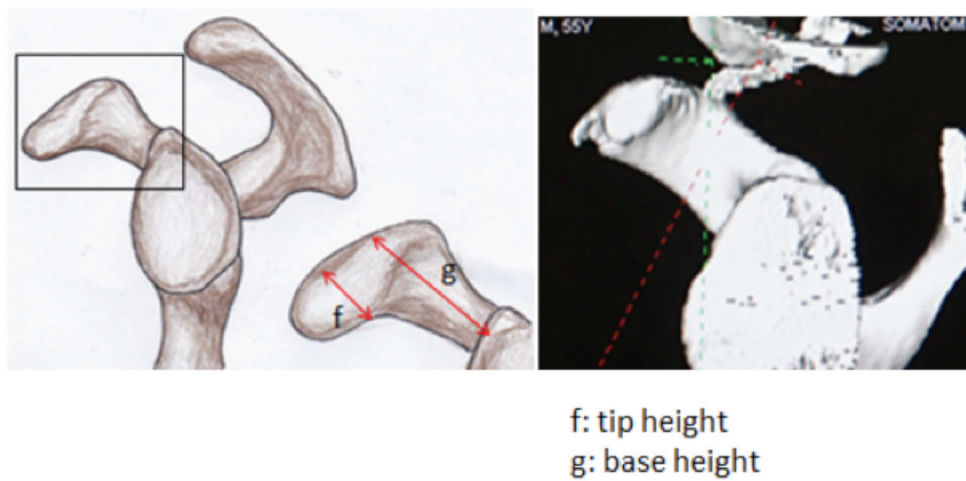 M, 55Y
SOMATOM
g
f
f: tip height
g: base height